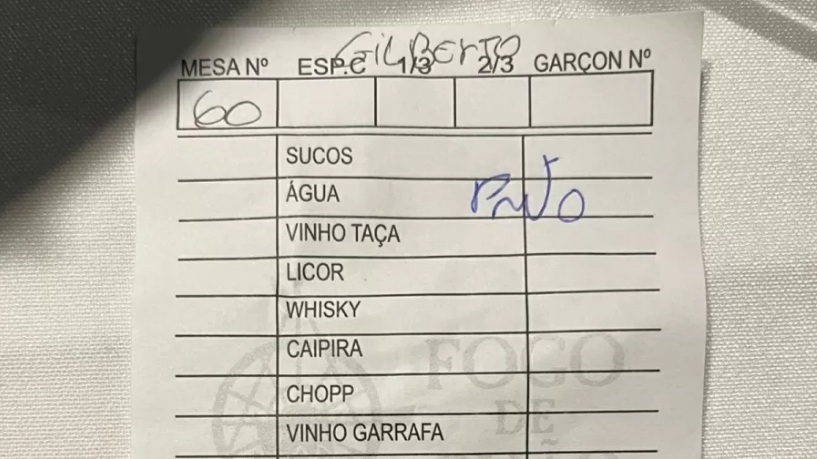 GILBERTO
MESA Nº ESP.C 1/3 2/3 GARÇON Nº
60
SUCOS
ÁGUA
VINHO TAÇA
LICOR
WHISKY
CAIPIRA
CHOPP
VINHO GARRAFA
FOGO
DE